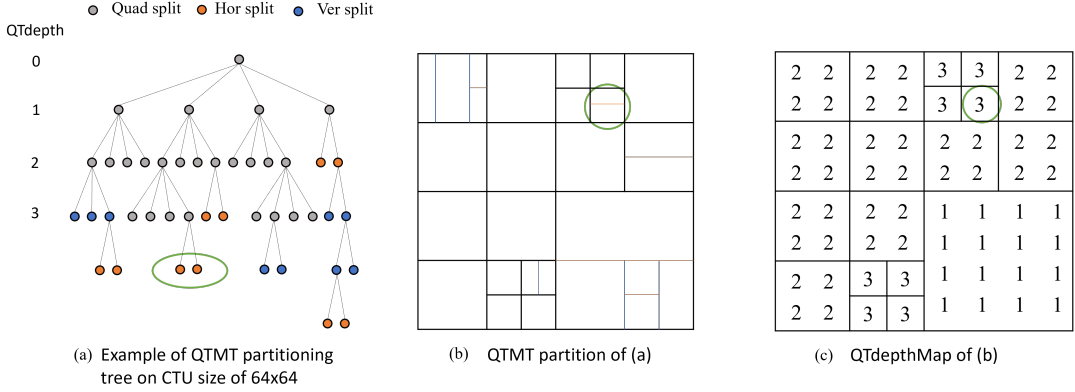 Quad split Hor split Ver split
QTdepth
0
1
2
3
(a) Example of QTMT partitioning
tree on CTU size of 64x64
(b) QTMT partition of (a)
2 2 2 2 3 3 2 2
2 2 2 2 3 3 2 2
2 2 2 2 2 2 2 2
2 2 2 2 2 2 2 2
2 2 2 2 1 1 1 1
2 2 2 2 1 1 1 1
2 2 3 3 1 1 1 1
2 2 3 3 1 1 1 1
(c) QTdepthMap of (b)